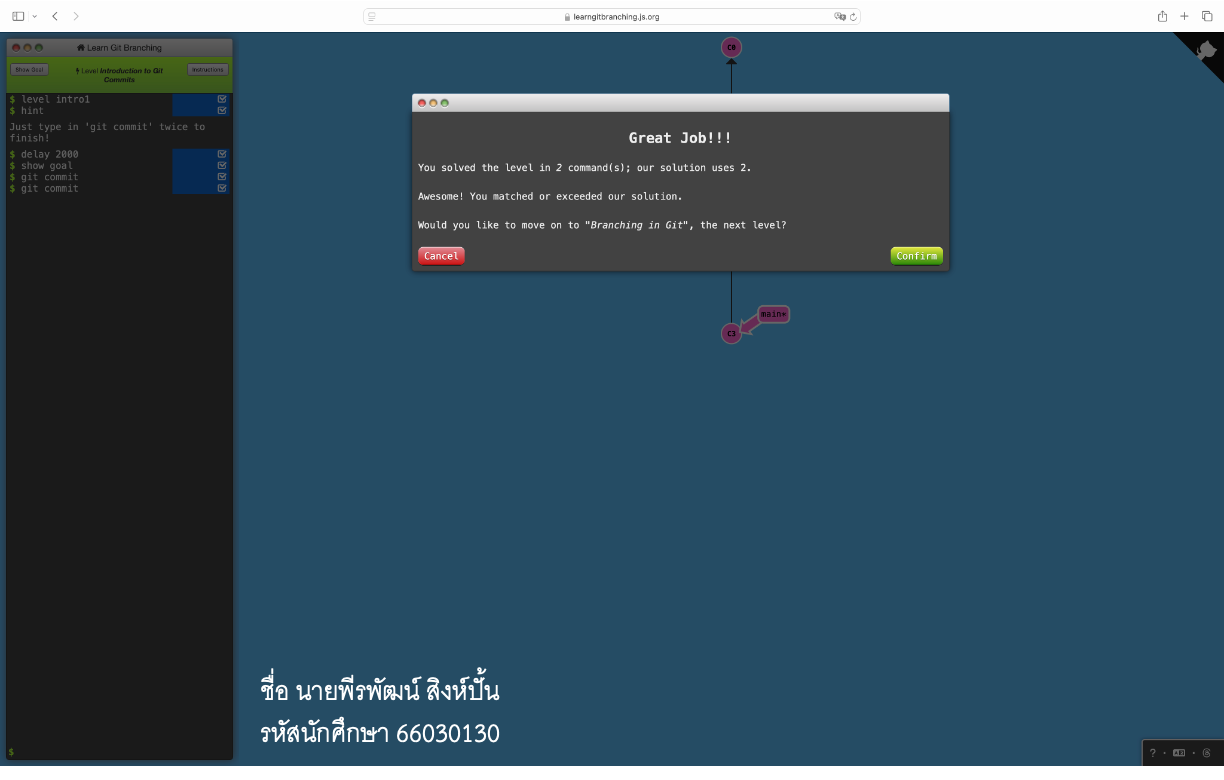 learngitbranching.js.org
Learn Git Branching
Show Goal
Level Introduction to Git
Commits
Instructions
$ level intro1
$ hint
Just type in 'git commit' twice to
finish!
$ delay 2000
$ show goal
$ git commit
$ git commit
$
C0
Great Job!!!
You solved the level in 2 command(s); our solution uses 2.
Awesome! You matched or exceeded our solution.
Would you like to move on to "Branching in Git", the next level?
Cancel
Confirm
main*
C3
ชื่อ นายพีรพัฒน์ สิงห์ปั้น
รหัสนักศึกษา 66030130
?